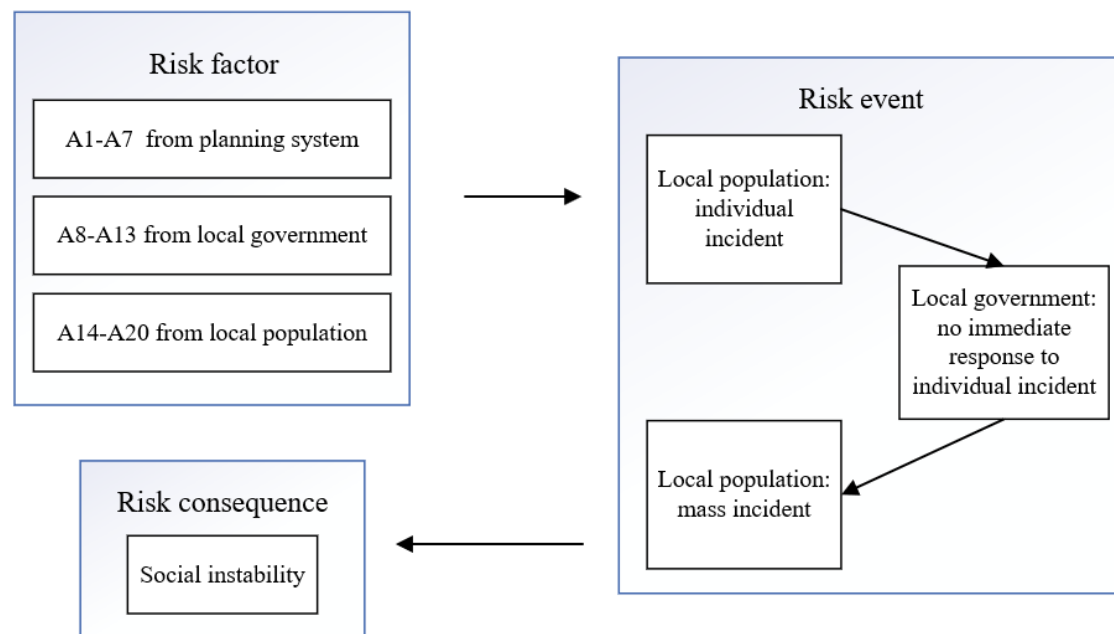 Risk factor
A1-A7 from planning system
A8-A13 from local government
A14-A20 from local population
Risk event
Local population:
individual
incident
Local government:
no immediate
response to
individual incident
Local population:
mass incident
Risk consequence
Social instability